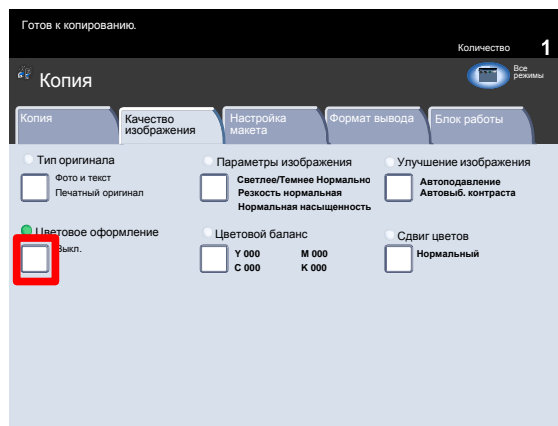 Готов к копированию.
Количество 1
Копия
Все
режимы
Копия
Качество
изображения
Настройка
макета
Формат вывода
Блок работы
Тип оригинала
Фото и текст
Печатный оригинал
Параметры изображения
Светлее/Темнее Нормально
Резкость нормальная
Нормальная насыщенность
Улучшение изображения
Автоподавление
Автовыб. контраста
Цветовое оформление
Выкл.
Цветовой баланс
Y 000 M 000
C 000 K 000
Сдвиг цветов
Нормальный